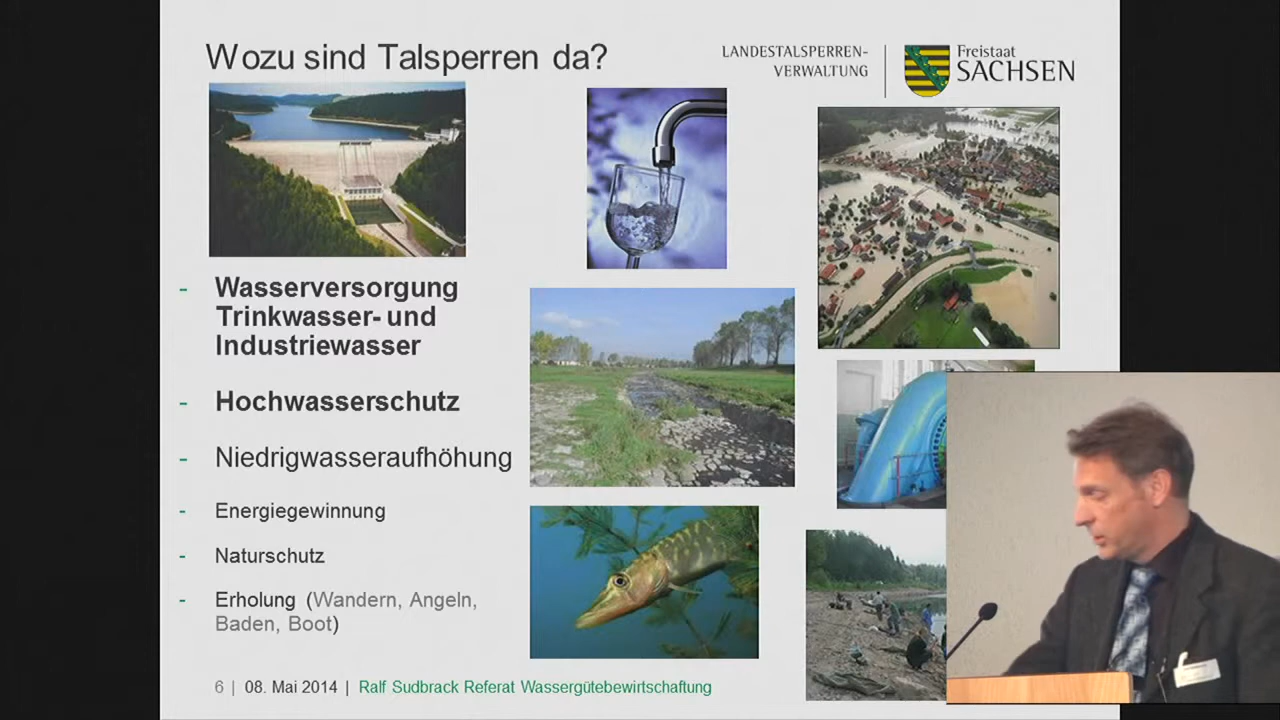 Wozu sind Talsperren da?
LANDESTALSPERREN-
VERWALTUNG
Freistaat
SACHSEN
- Wasserversorgung
Trinkwasser- und
Industriewasser
- Hochwasserschutz
- Niedrigwasseraufhöhung
- Energiegewinnung
- Naturschutz
- Erholung (Wandern, Angeln,
Baden, Boot)
6 | 08. Mai 2014 | Ralf Sudbrack Referat Wassergütebewirtschaftung